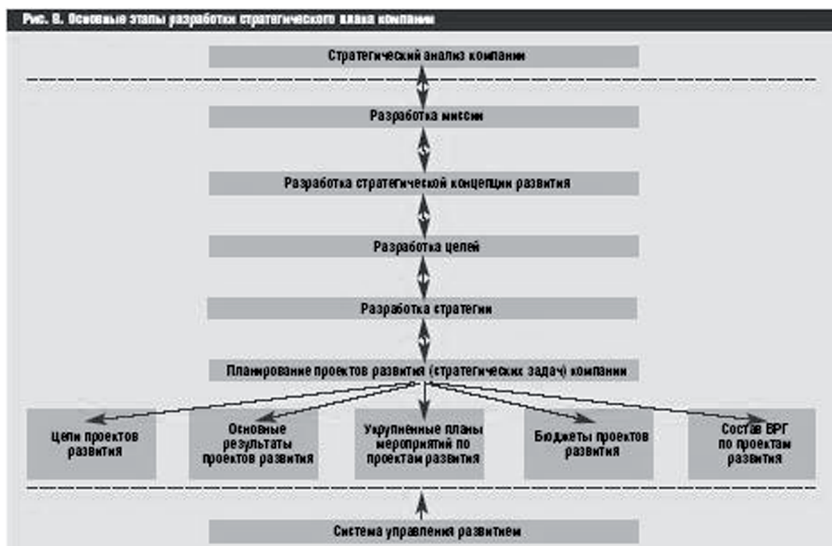 Рис. 8. Основные этапы разработки стратегического плана компании
Стратегический анализ компании
Разработка миссии
Разработка стратегической концепции развития
Разработка целей
Разработка стратегии
Планирование проектов развития (стратегических задач) компании
Цели проектов
развития
Основные
результаты
проектов развития
Укрупненные планы
мероприятий по
проектам развития
Бюджеты проектов
развития
Состав ВРГ
по проектам
развития
Система управления развитием